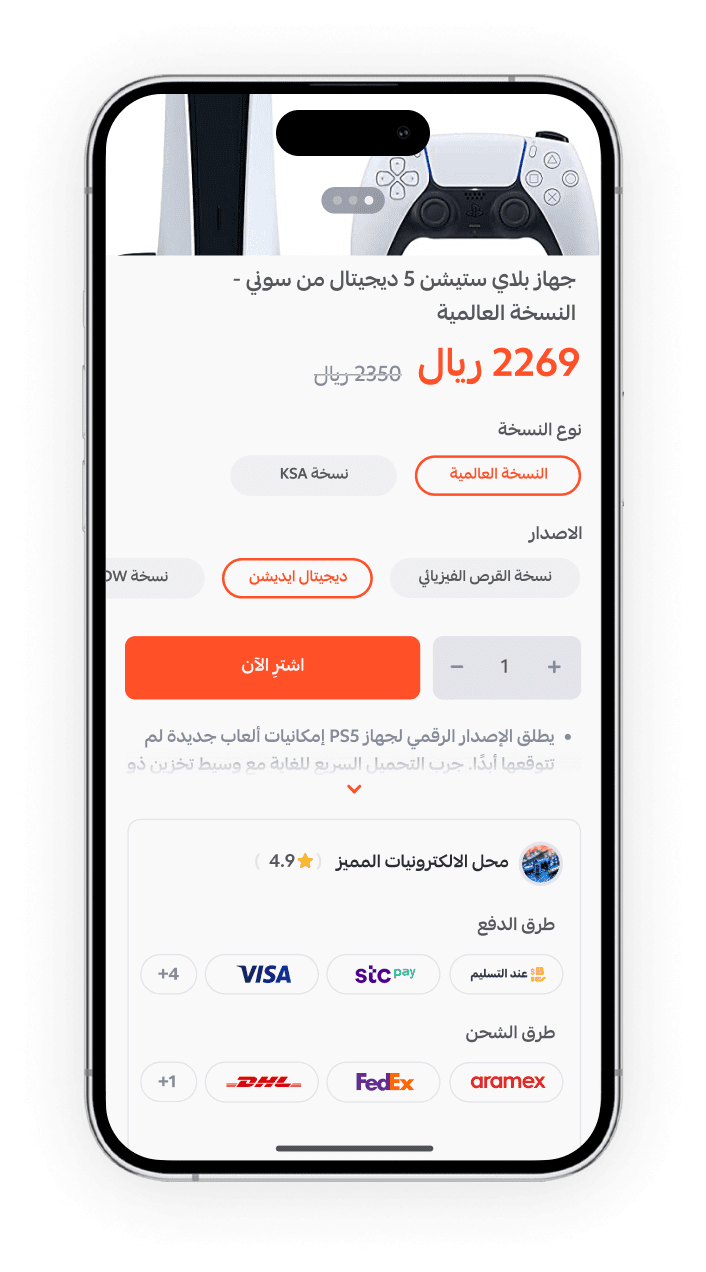 جهاز بلاي ستيشن 5 ديجيتال من سوني -
النسخة العالمية
2269 ريال 2350 ريال
نوع النسخة
النسخة العالمية نسخة KSA
الاصدار
نسخة القرص الفيزيائي ديجيتال ايديشن نسخة
+ 1 − اشترِ الآن
• يطلق الإصدار الرقمي لجهاز PS5 إمكانيات ألعاب جديدة لم
تتوقعها أبدًا. جرب التحميل السريع للغاية مع وسيط تخزين ذو
محل الالكترونيات المميز (4.9)
طرق الدفع
عند التسليم stc pay VISA +4
طرق الشحن
aramex FedEx DHL +1